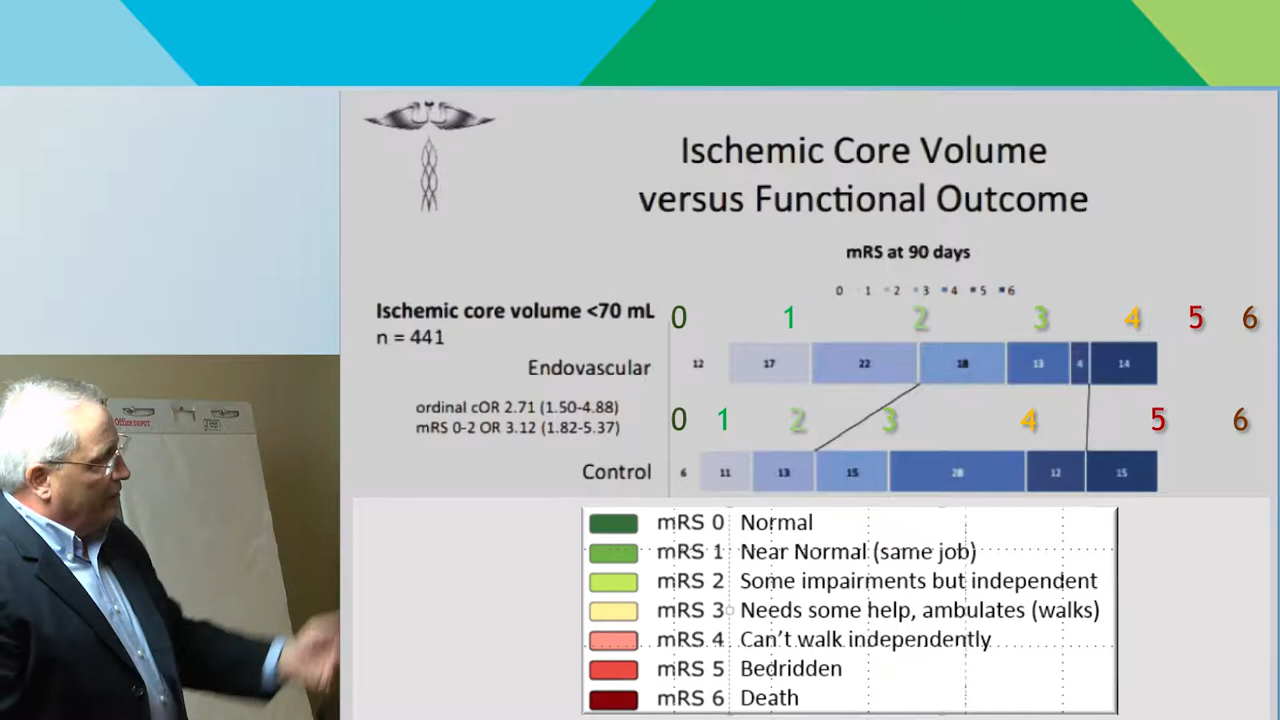 Ischemic Core Volume
versus Functional Outcome
mRS at 90 days
0 1 2 3 4 5 6
Ischemic core volume <70 mL
n = 441
0 1 2 3 4 5 6
Endovascular
12 17 22 18 13 4 14
ordinal cOR 2.71 (1.50-4.88)
mRS 0-2 OR 3.12 (1.82-5.37)
0 1 2 3 4 5 6
Control
6 11 13 15 28 12 15
mRS 0 Normal
mRS 1 Near Normal (same job)
mRS 2 Some impairments but independent
mRS 3 Needs some help, ambulates (walks)
mRS 4 Can't walk independently
mRS 5 Bedridden
mRS 6 Death
Office DEPOT
green